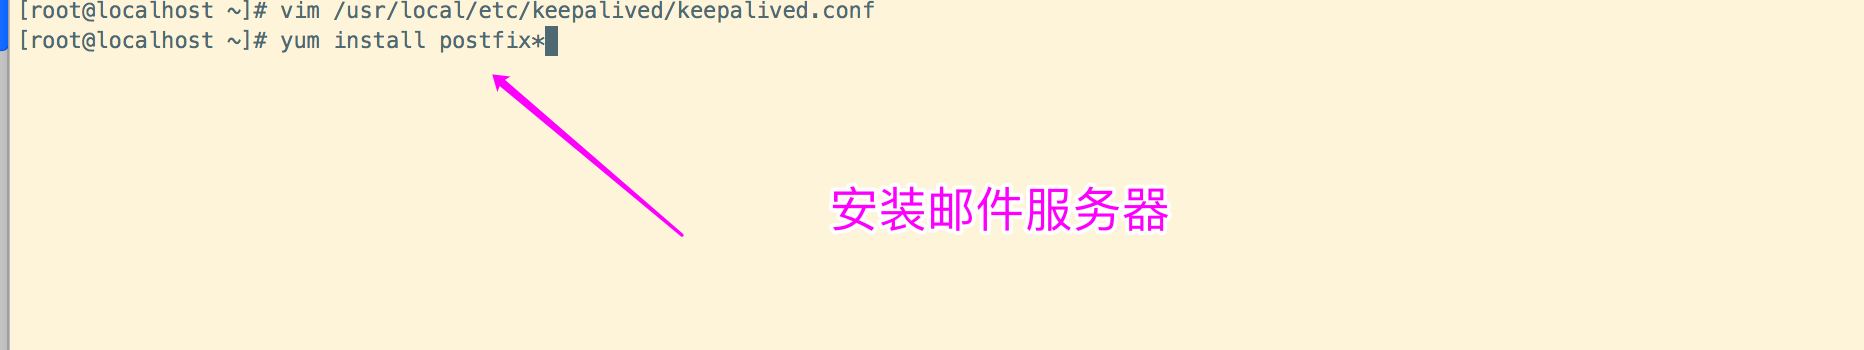 [root@localhost ~]# vim /usr/local/etc/keepalived/keepalived.conf
[root@localhost ~]# yum install postfix*
安装邮件服务器